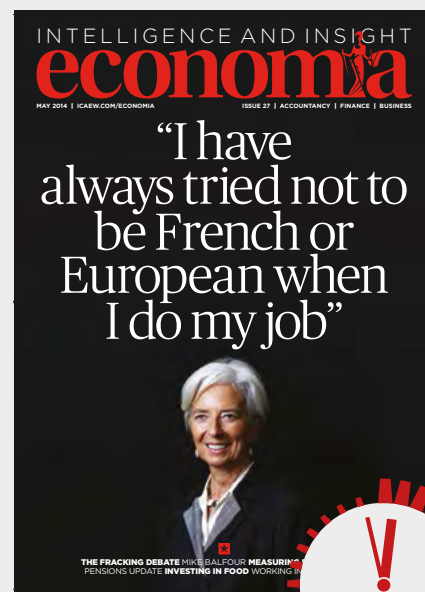 INTELLIGENCE AND INSIGHT
economia
MAY 2014 | ICAEW.COM/ECONOMIA
ISSUE 27 | ACCOUNTANCY | FINANCE | BUSINESS
“I have
always tried not to
be French or
European when
I do my job”
THE FRACKING DEBATE MIKE BALFOUR MEASURING
PENSIONS UPDATE INVESTING IN FOOD WORKING IN
!